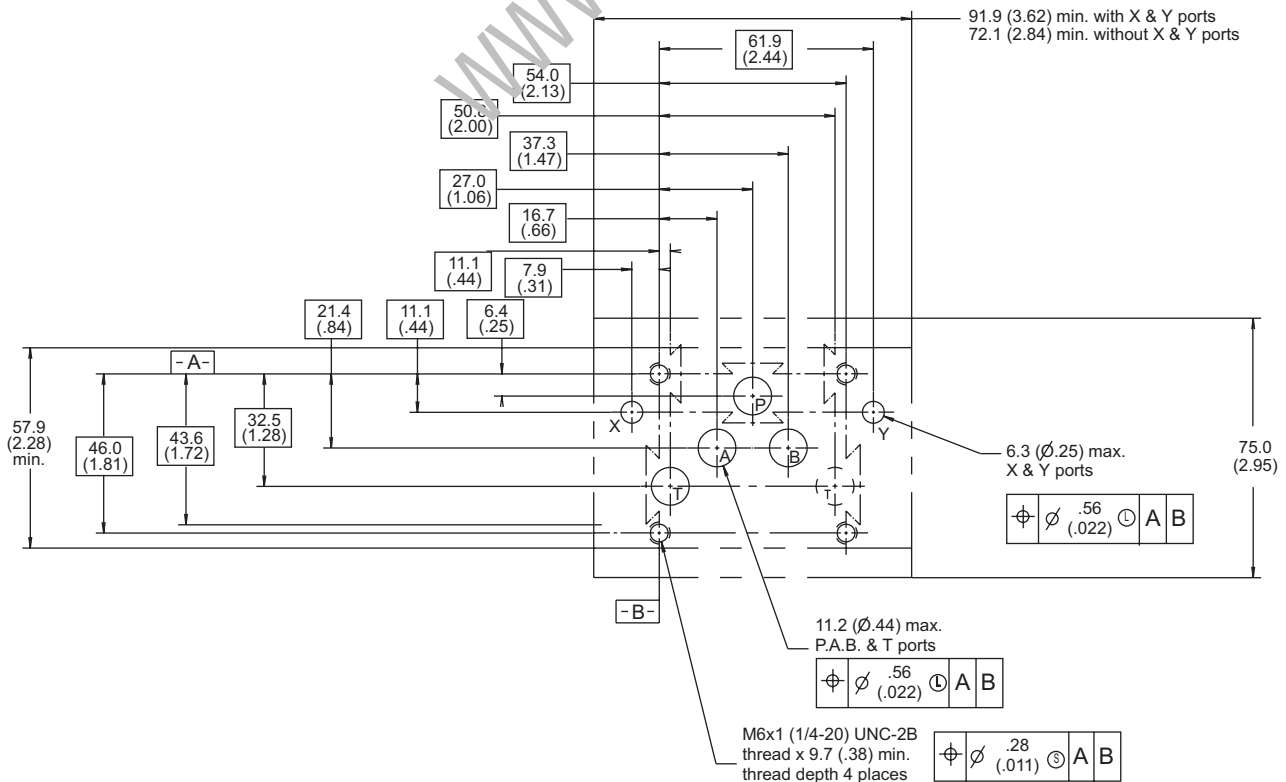 WWW
91.9 (3.62) min. with X & Y ports
72.1 (2.84) min. without X & Y ports
61.9
(2.44)
54.0
(2.13)
50.8
(2.00)
37.3
(1.47)
27.0
(1.06)
16.7
(.66)
11.1
(.44)
7.9
(.31)
21.4
(.84)
11.1
(.44)
6.4
(.25)
-A-
57.9
(2.28)
min.
46.0
(1.81)
43.6
(1.72)
32.5
(1.28)
X
P
Y
A
B
T
T
75.0
(2.95)
6.3 (Ø.25) max.
X & Y ports
⌖ Ø .56 (.022) Ⓛ A B
-B-
11.2 (Ø.44) max.
P.A.B. & T ports
⌖ Ø .56 (.022) Ⓛ A B
M6x1 (1/4-20) UNC-2B
thread x 9.7 (.38) min.
thread depth 4 places
⌖ Ø .28 (.011) Ⓢ A B